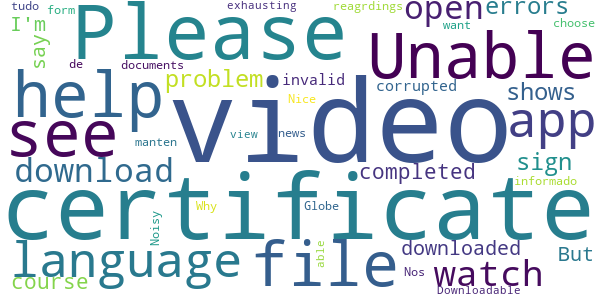 tudo form exhausting reagrdings open errors
I'm say Please want choose
de documents Unable
help problem invalid corrupted shows
see video app
manten view news Nice
download completed sign
certificate informado
Why Globe
Noisy able
language file downloaded But
course Nos watch
Downloadable